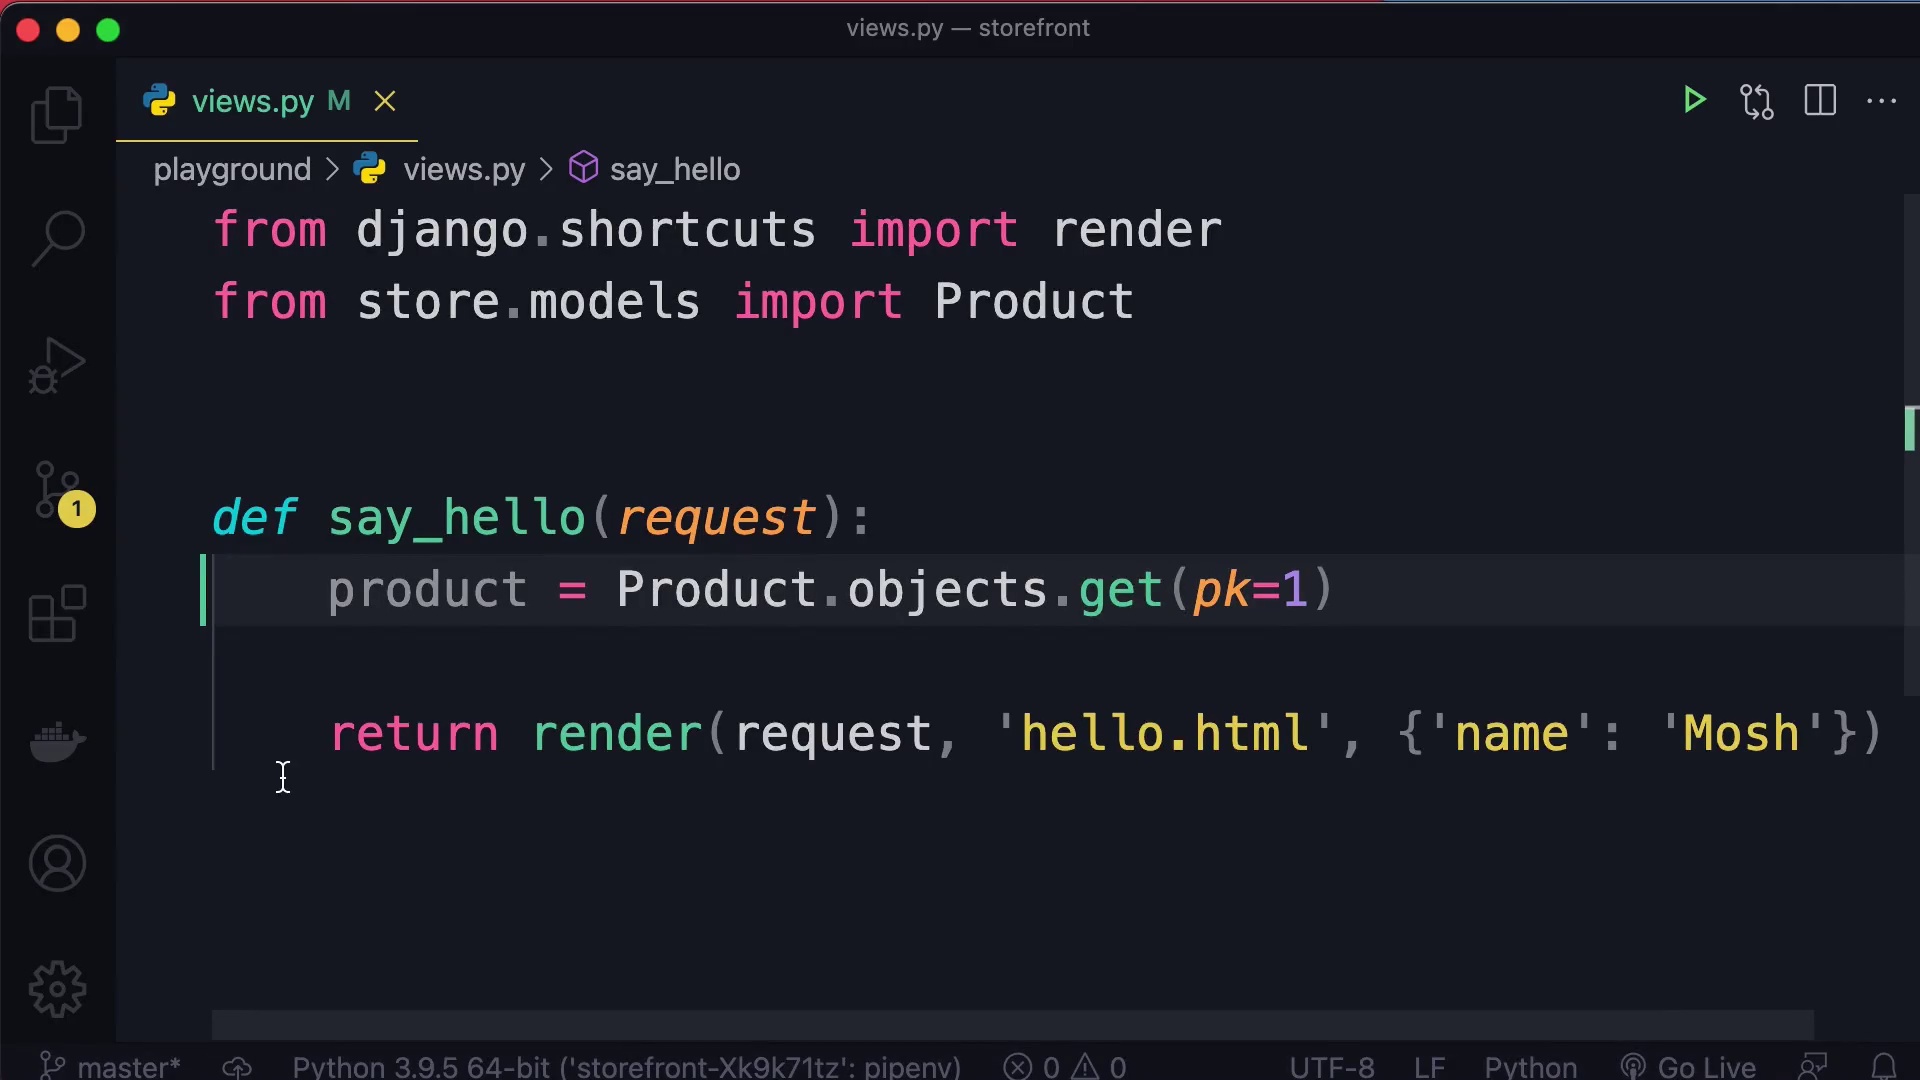 views.py — storefront
views.py M
playground > views.py > say_hello
from django.shortcuts import render
from store.models import Product
def say_hello(request):
    product = Product.objects.get(pk=1)
1
    return render(request, 'hello.html', {'name': 'Mosh'})
master* Python 3.9.5 64-bit ('storefront-Xk9k71tz': pipenv) 0 0 UTF-8 LF Python Go Live